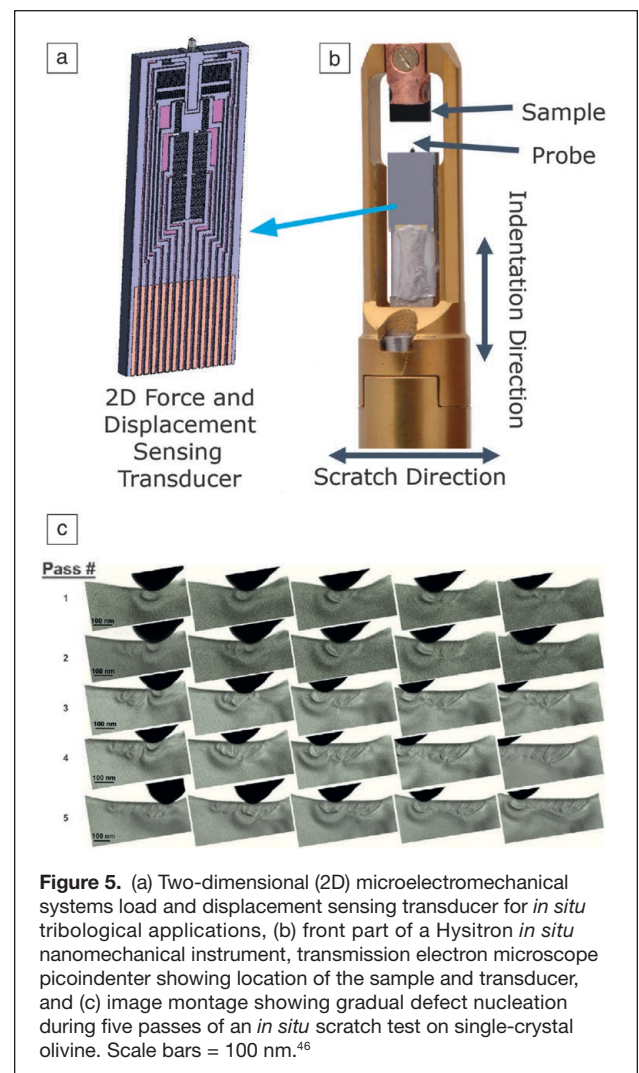 a
b
Sample
Probe
Indentation Direction
2D Force and
Displacement
Sensing
Transducer
Scratch Direction
c
Pass #
1
100 nm
2
100 nm
3
100 nm
4
100 nm
5
100 nm
Figure 5. (a) Two-dimensional (2D) microelectromechanical
systems load and displacement sensing transducer for in situ
tribological applications, (b) front part of a Hysitron in situ
nanomechanical instrument, transmission electron microscope
picoindenter showing location of the sample and transducer,
and (c) image montage showing gradual defect nucleation
during five passes of an in situ scratch test on single-crystal
olivine. Scale bars = 100 nm.46